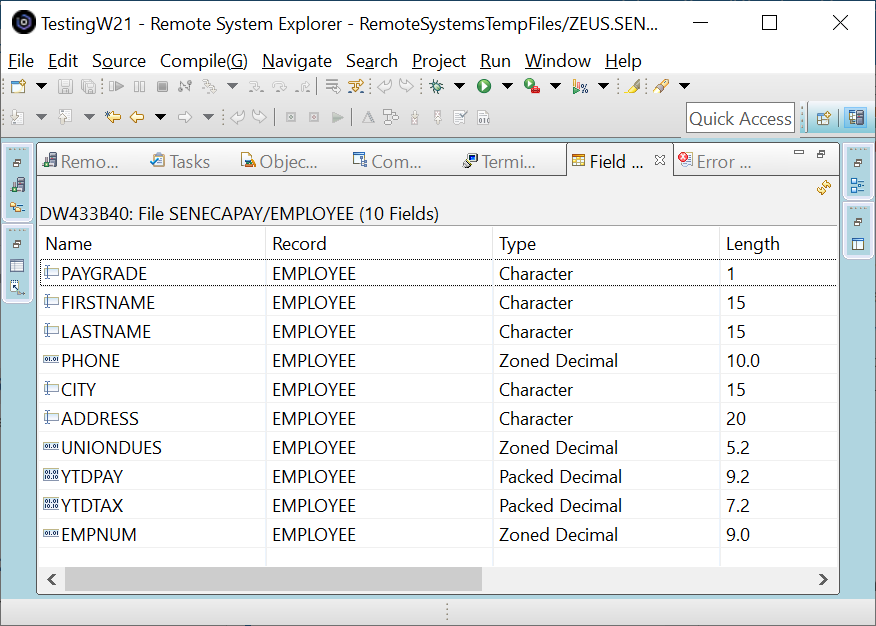 TestingW21 - Remote System Explorer - RemoteSystemsTempFiles/ZEUS.SEN...
File Edit Source Compile(G) Navigate Search Project Run Window Help
Quick Access
Remo... Tasks Objec... Com... Termi... Field ... Error ...
DW433B40: File SENECAPAY/EMPLOYEE (10 Fields)
Name Record Type Length
PAYGRADE EMPLOYEE Character 1
FIRSTNAME EMPLOYEE Character 15
LASTNAME EMPLOYEE Character 15
PHONE EMPLOYEE Zoned Decimal 10.0
CITY EMPLOYEE Character 15
ADDRESS EMPLOYEE Character 20
UNIONDUES EMPLOYEE Zoned Decimal 5.2
YTDPAY EMPLOYEE Packed Decimal 9.2
YTDTAX EMPLOYEE Packed Decimal 7.2
EMPNUM EMPLOYEE Zoned Decimal 9.0